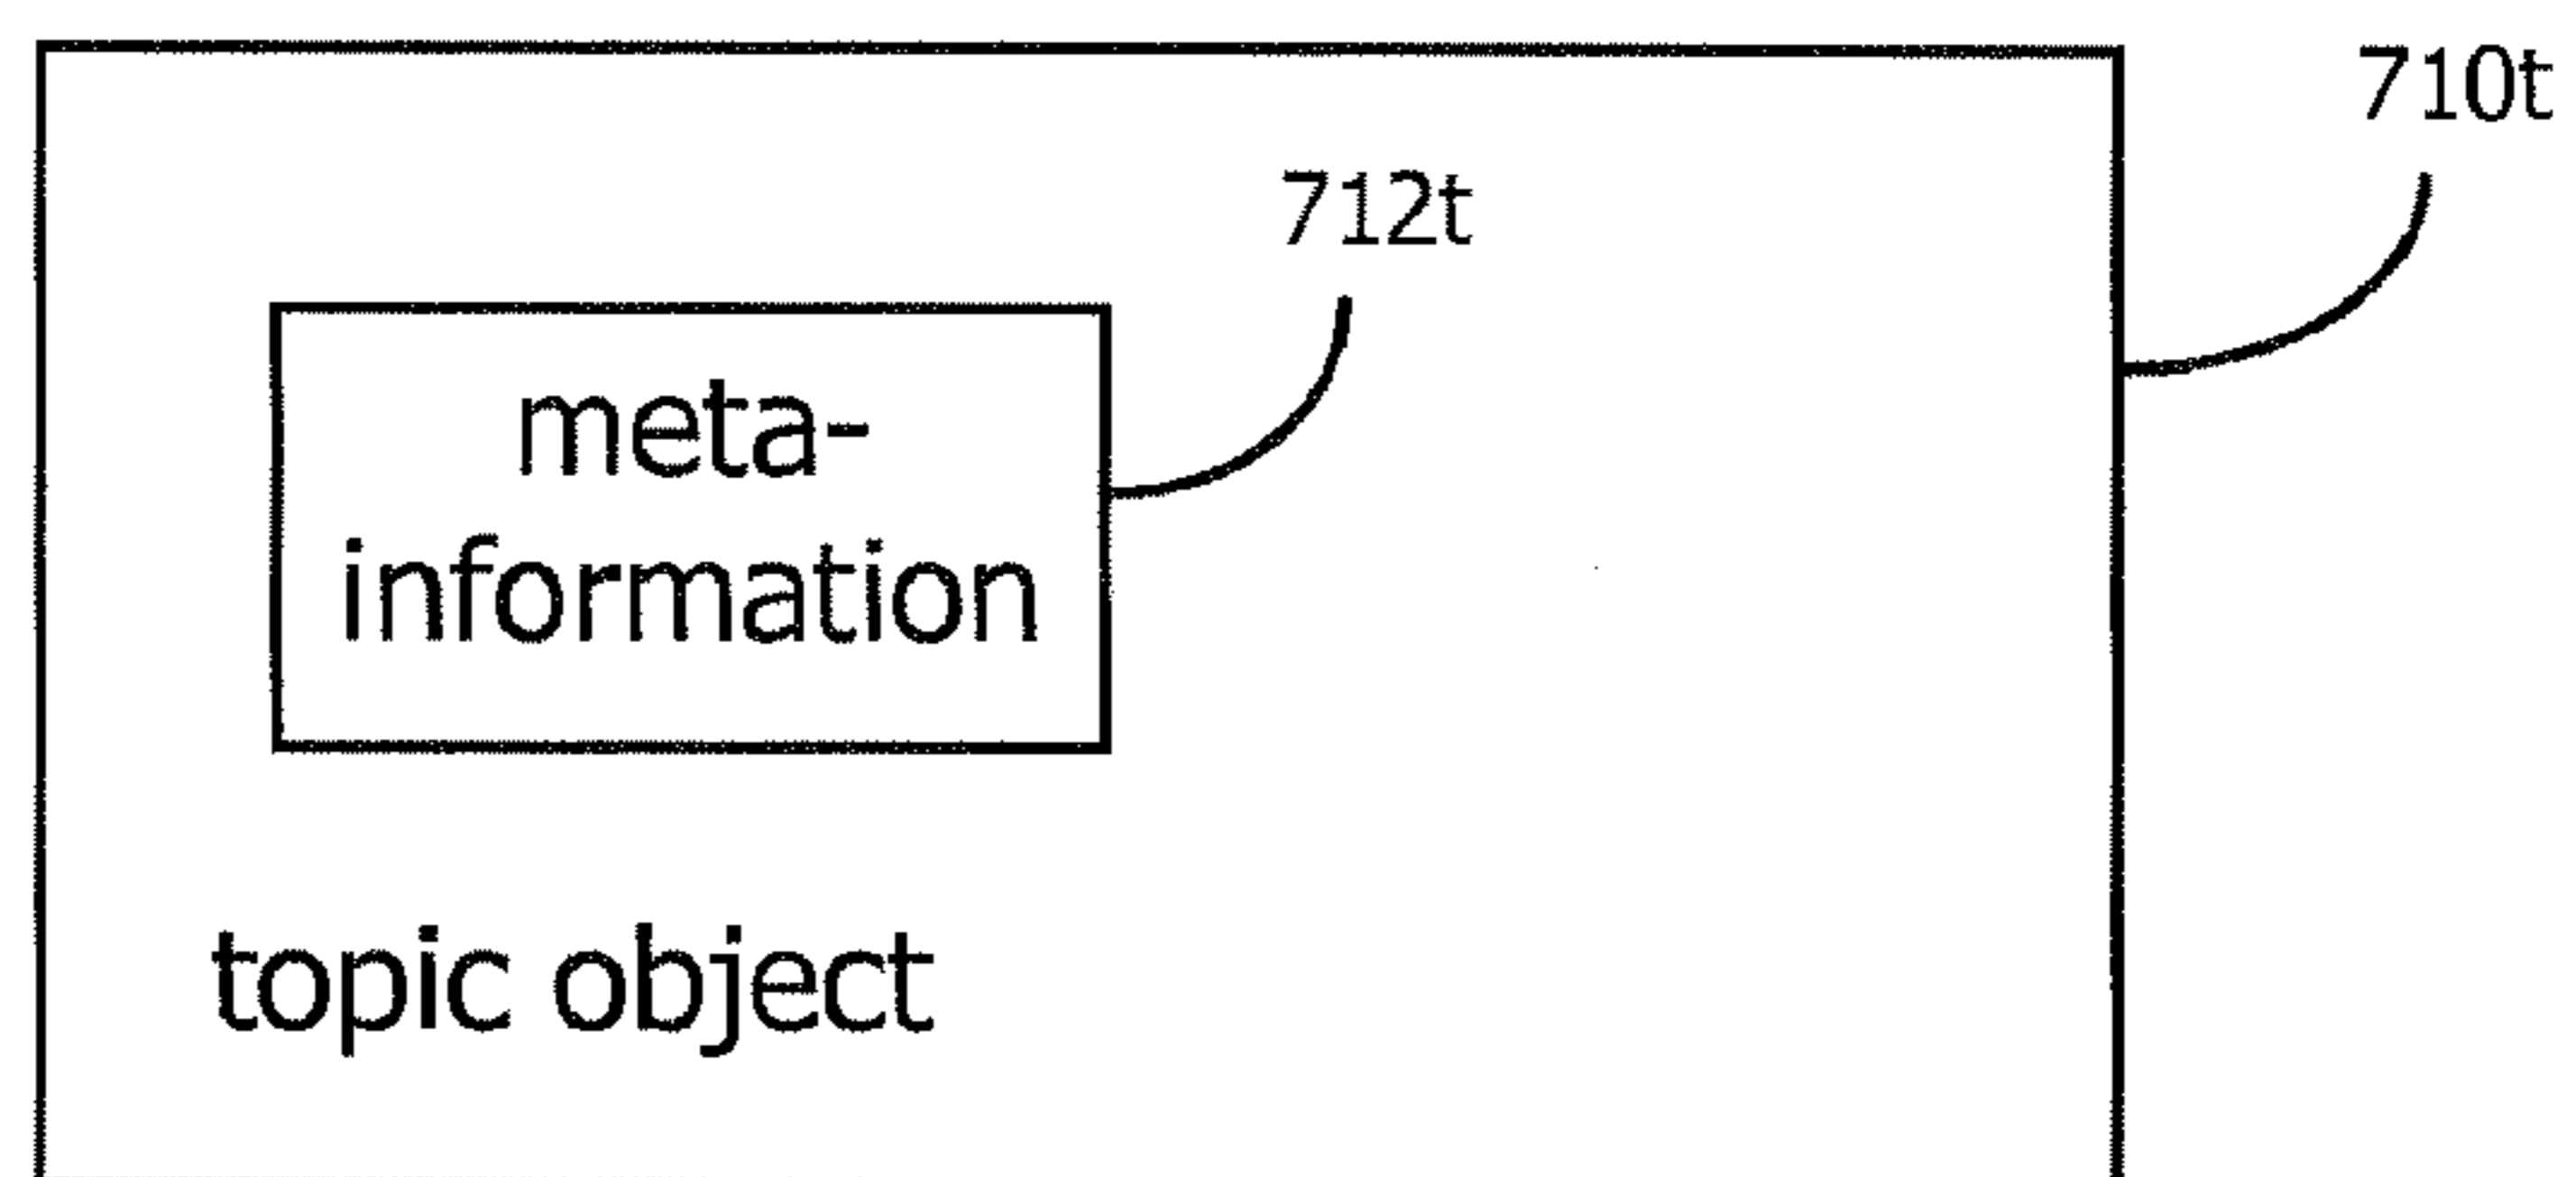 710t
712t
meta-
information
topic object